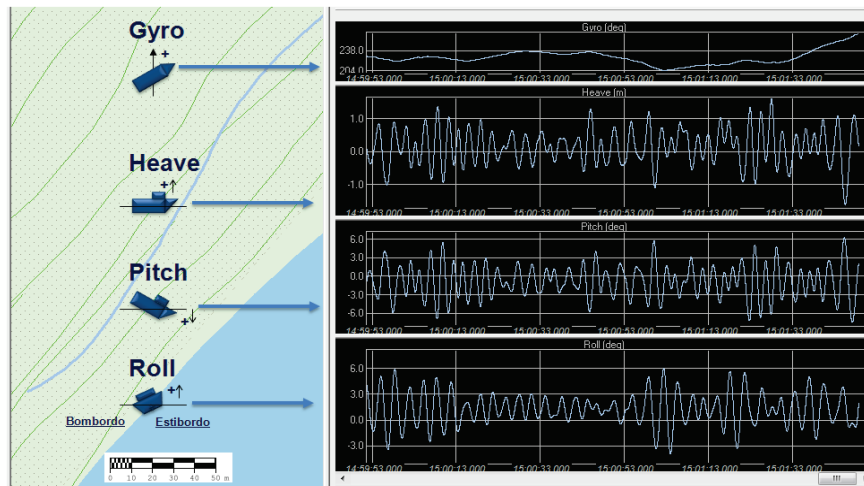 Gyro
+
Heave
+
Pitch
+
Roll
+
Bombordo Estibordo
0 10 20 30 40 50 m
Gyro (deg)
238.0
204.0
14:59:53.000 15:00:13.000 15:00:33.000 15:00:53.000 15:01:13.000 15:01:33.000
Heave (m)
1.0
0.0
-1.0
14:59:53.000 15:00:13.000 15:00:33.000 15:00:53.000 15:01:13.000 15:01:33.000
Pitch (deg)
6.0
3.0
-0.0
-3.0
-6.0
14:59:53.000 15:00:13.000 15:00:33.000 15:00:53.000 15:01:13.000 15:01:33.000
Roll (deg)
6.0
3.0
0.0
-3.0
14:59:53.000 15:00:13.000 15:00:33.000 15:00:53.000 15:01:13.000 15:01:33.000